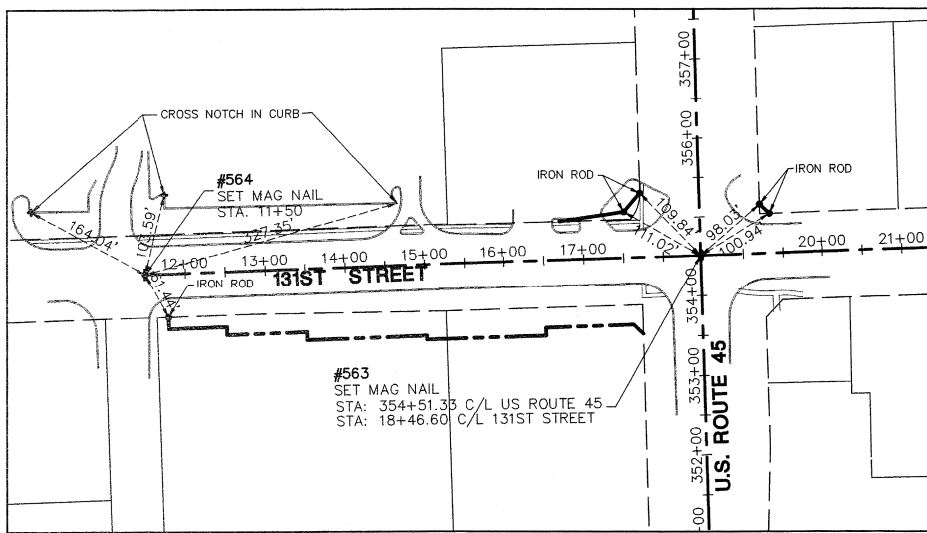 357+00
356+00
CROSS NOTCH IN CURB
IRON ROD
IRON ROD
#564
SET MAG NAIL
STA. 11+50
109.84'
98.03'
164.04'
327.35'
111.02'
100.94'
12+00
13+00
14+00
15+00
16+00
17+00
20+00
21+00
131ST STREET
IRON ROD
354+00
#563
SET MAG NAIL
STA: 354+51.33 C/L US ROUTE 45
STA: 18+46.60 C/L 131ST STREET
353+00
U.S. ROUTE 45
352+00
+00